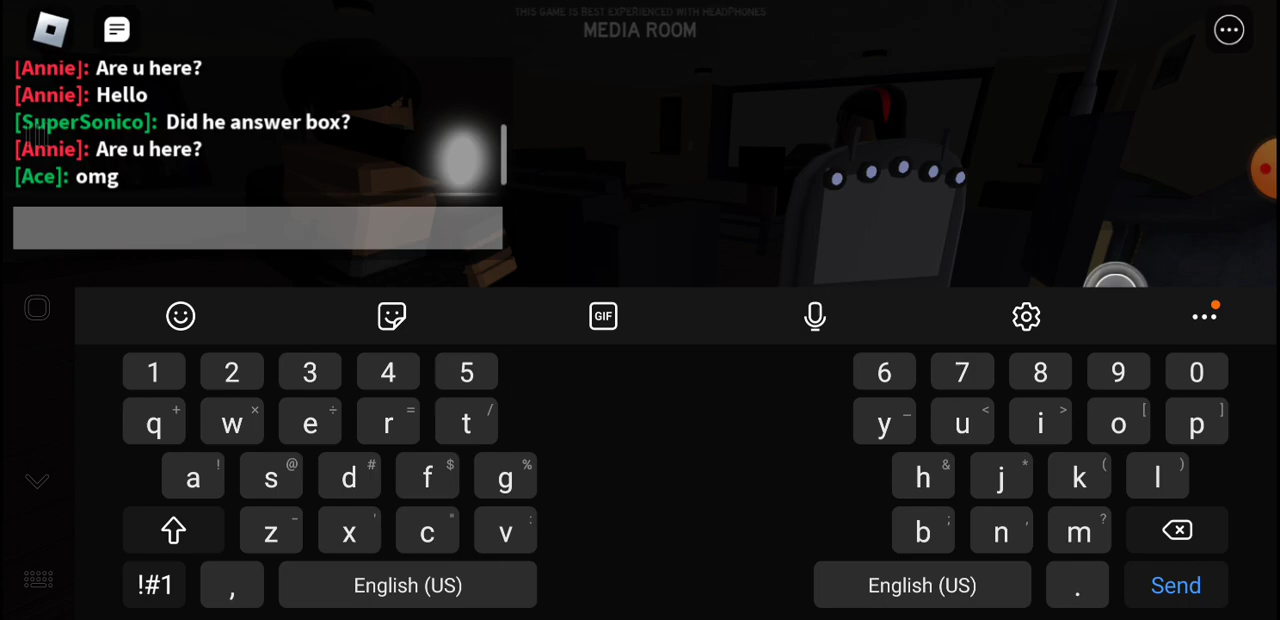 THIS GAME IS BEST EXPERIENCED WITH HEADPHONES
MEDIA ROOM
[Annie]: Are u here?
[Annie]: Hello
[SuperSonico]: Did he answer box?
[Annie]: Are u here?
[Ace]: omg
GIF
1 2 3 4 5 6 7 8 9 0
q + w × e ÷ r = t / y _ u < i > o [ p ]
a ! s @ d # f $ g % h & j * k ( l )
z - x ' c " v : b ; n , m ?
!#1 , English (US) English (US) . Send